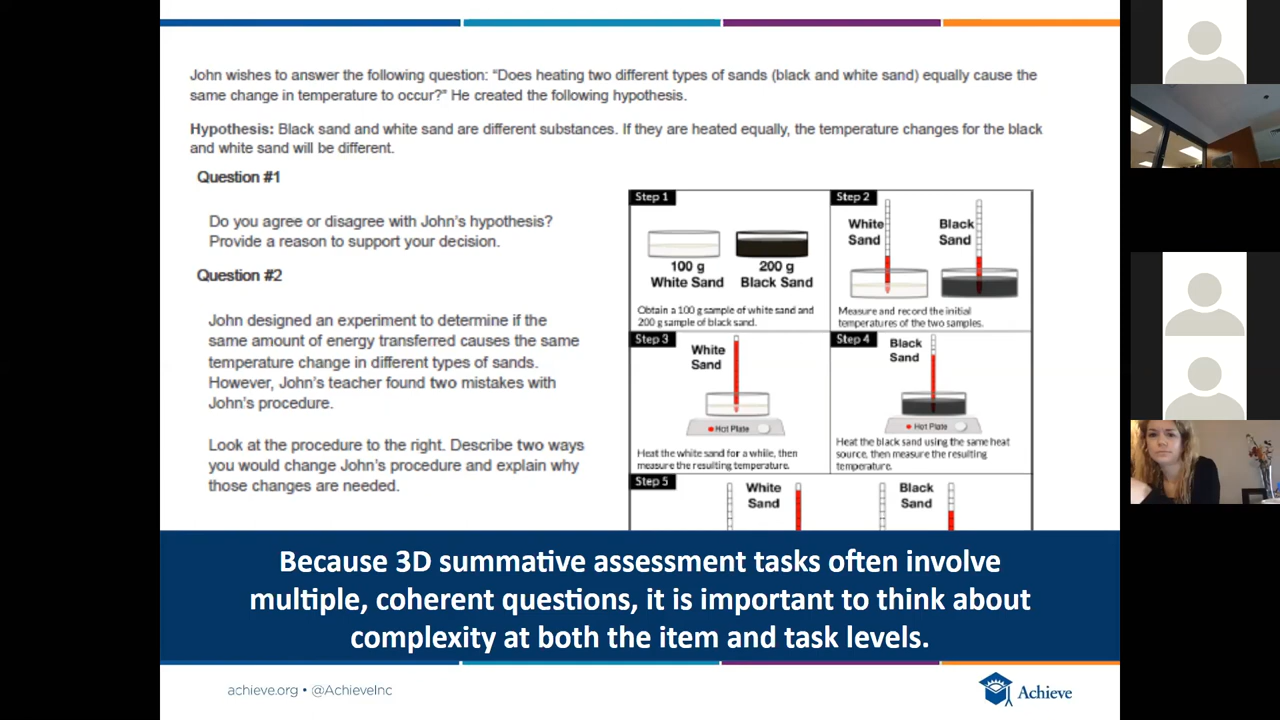 John wishes to answer the following question: "Does heating two different types of sands (black and white sand) equally cause the
same change in temperature to occur?" He created the following hypothesis.
Hypothesis: Black sand and white sand are different substances. If they are heated equally, the temperature changes for the black
and white sand will be different.
Question #1
Do you agree or disagree with John's hypothesis?
Provide a reason to support your decision.
Question #2
John designed an experiment to determine if the
same amount of energy transferred causes the same
temperature change in different types of sands.
However, John's teacher found two mistakes with
John's procedure.
Look at the procedure to the right. Describe two ways
you would change John's procedure and explain why
those changes are needed.
Step 1
100 g
White Sand
200 g
Black Sand
Obtain a 100 g sample of white sand and
200 g sample of black sand.
Step 2
White
Sand
Black
Sand
Measure and record the initial
temperatures of the two samples.
Step 3
White
Sand
Hot Plate
Heat the white sand for a while, then
measure the resulting temperature.
Step 4
Black
Sand
Hot Plate
Heat the black sand using the same heat
source, then measure the resulting
temperature.
Step 5
White
Sand
Black
Sand
Because 3D summative assessment tasks often involve
multiple, coherent questions, it is important to think about
complexity at both the item and task levels.
achieve.org • @AchieveInc
Achieve